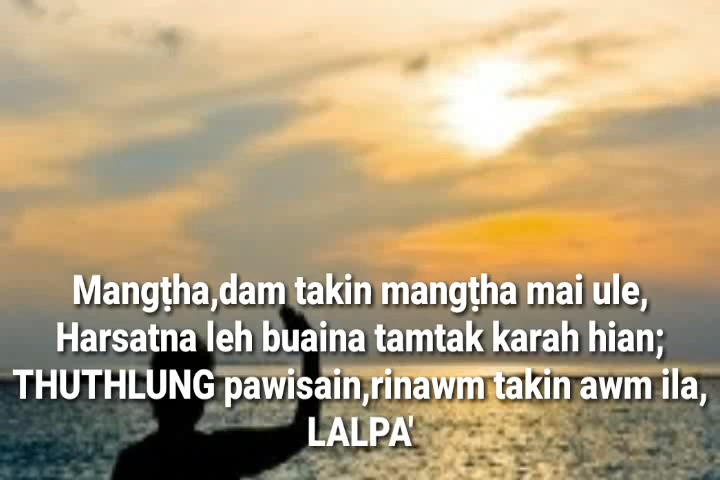 Mangṭha,dam takin mangṭha mai ule,
Harsatna leh buaina tamtak karah hian;
THUTHLUNG pawisain,rinawm takin awm ila,
LALPA'